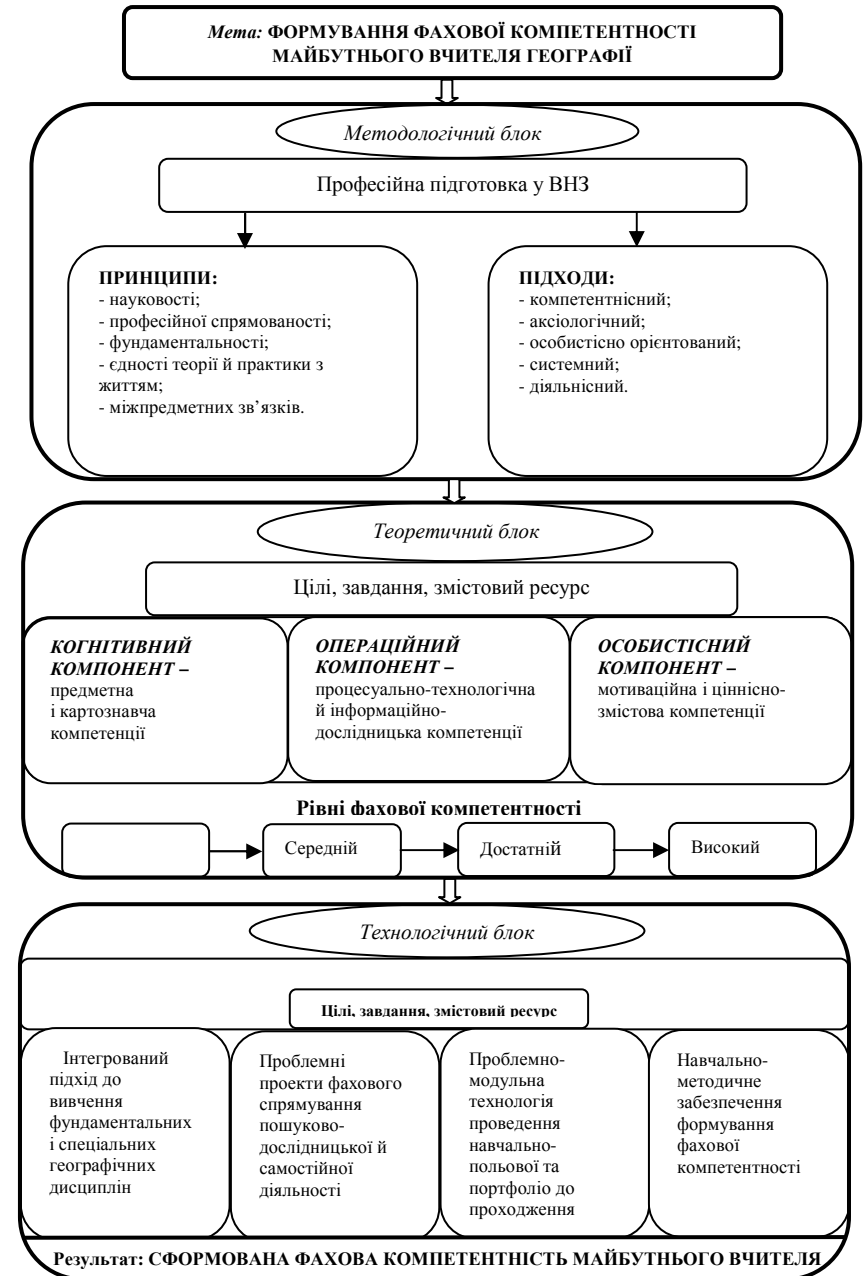 Мета: ФОРМУВАННЯ ФАХОВОЇ КОМПЕТЕНТНОСТІ
МАЙБУТНЬОГО ВЧИТЕЛЯ ГЕОГРАФІЇ
Методологічний блок
Професійна підготовка у ВНЗ
ПРИНЦИПИ:
- науковості;
- професійної спрямованості;
- фундаментальності;
- єдності теорії й практики з
життям;
- міжпредметних зв’язків.
ПІДХОДИ:
- компетентнісний;
- аксіологічний;
- особистісно орієнтований;
- системний;
- діяльнісний.
Теоретичний блок
Цілі, завдання, змістовий ресурс
КОГНІТИВНИЙ
КОМПОНЕНТ –
предметна
і картознавча
компетенції
ОПЕРАЦІЙНИЙ
КОМПОНЕНТ –
процесуально-технологічна
й інформаційно-
дослідницька компетенції
ОСОБИСТІСНИЙ
КОМПОНЕНТ –
мотиваційна і ціннісно-
змістова компетенції
Рівні фахової компетентності
Середній
Достатній
Високий
Технологічний блок
Цілі, завдання, змістовий ресурс
Інтегрований
підхід до
вивчення
фундаментальних
і спеціальних
географічних
дисциплін
Проблемні
проекти фахового
спрямування
пошуково-
дослідницької й
самостійної
діяльності
Проблемно-
модульна
технологія
проведення
навчально-
польової та
портфоліо до
проходження
Навчально-
методичне
забезпечення
формування
фахової
компетентності
Результат: СФОРМОВАНА ФАХОВА КОМПЕТЕНТНІСТЬ МАЙБУТНЬОГО ВЧИТЕЛЯ